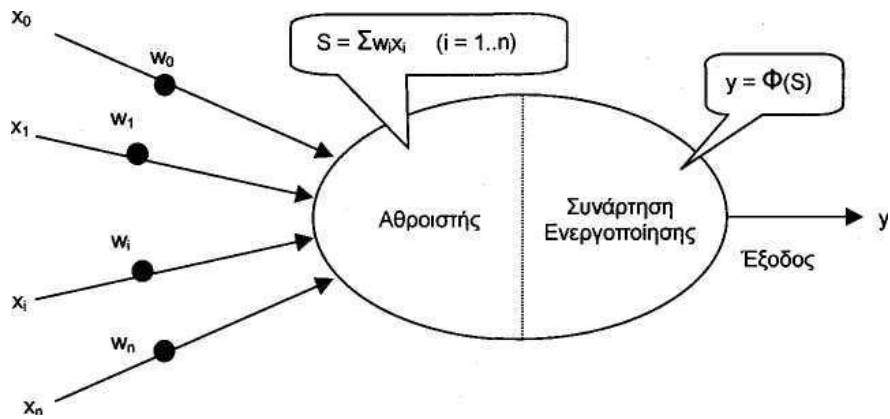 x₀
w₀
S = Σwᵢxᵢ (i = 1..n)
y = Φ(S)
x₁
w₁
Αθροιστής
Συνάρτηση
Ενεργοποίησης
y
Έξοδος
wᵢ
xᵢ
wₙ
xₙ